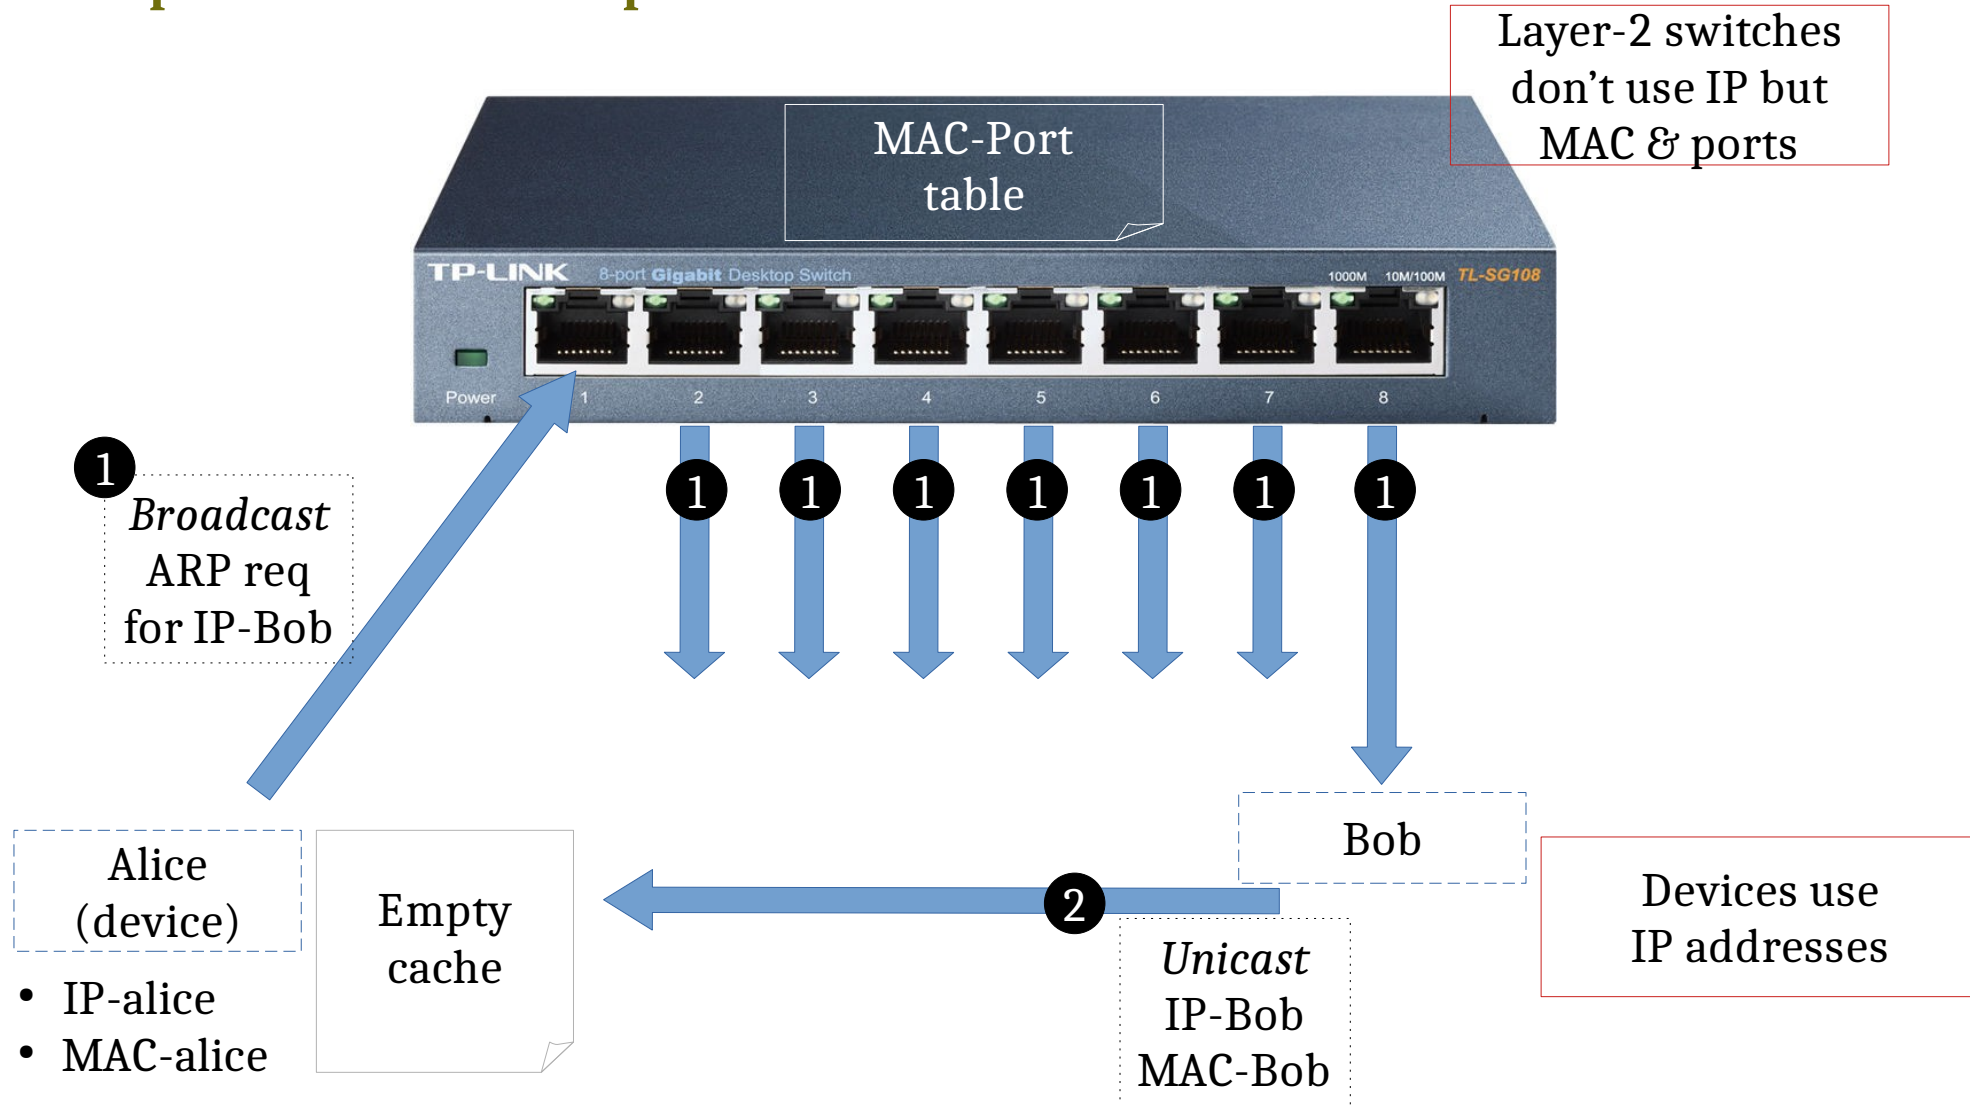 Layer-2 switches
don’t use IP but
MAC & ports
MAC-Port
table
TP-LINK 8-port Gigabit Desktop Switch 1000M 10M/100M TL-SG108
Power 1 2 3 4 5 6 7 8
1
Broadcast
ARP req
for IP-Bob
1 1 1 1 1 1 1
Alice
(device)
• IP-alice
• MAC-alice
Empty
cache
Bob
2
Unicast
IP-Bob
MAC-Bob
Devices use
IP addresses